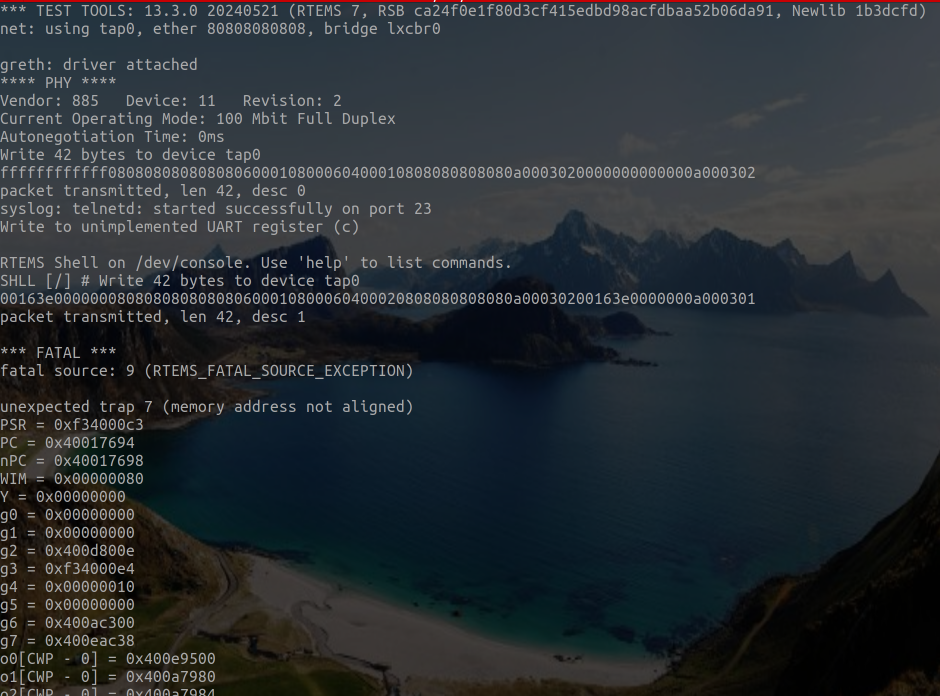 *** TEST TOOLS: 13.3.0 20240521 (RTEMS 7, RSB ca24f0e1f80d3cf415edbd98acfdbaa52b06da91, Newlib 1b3dcfd)
net: using tap0, ether 80808080808, bridge lxcbr0
greth: driver attached
**** PHY ****
Vendor: 885   Device: 11   Revision: 2
Current Operating Mode: 100 Mbit Full Duplex
Autonegotiation Time: 0ms
Write 42 bytes to device tap0
ffffffffffff08080808080808060001080006040001080808080808​0a0003020000000000000a000302
packet transmitted, len 42, desc 0
syslog: telnetd: started successfully on port 23
Write to unimplemented UART register (c)
RTEMS Shell on /dev/console. Use 'help' to list commands.
SHLL [/] # Write 42 bytes to device tap0
00163e000000080808080808080600010800060400020808080808080a00030200163e0000000a000301
packet transmitted, len 42, desc 1
*** FATAL ***
fatal source: 9 (RTEMS_FATAL_SOURCE_EXCEPTION)
unexpected trap 7 (memory address not aligned)
PSR = 0xf34000c3
PC = 0x40017694
nPC = 0x40017698
WIM = 0x00000080
Y = 0x00000000
g0 = 0x00000000
g1 = 0x00000000
g2 = 0x400d800e
g3 = 0xf34000e4
g4 = 0x00000010
g5 = 0x00000000
g6 = 0x400ac300
g7 = 0x400eac38
o0[CWP - 0] = 0x400e9500
o1[CWP - 0] = 0x400a7980
o2[CWP - 0] = 0x400a7984